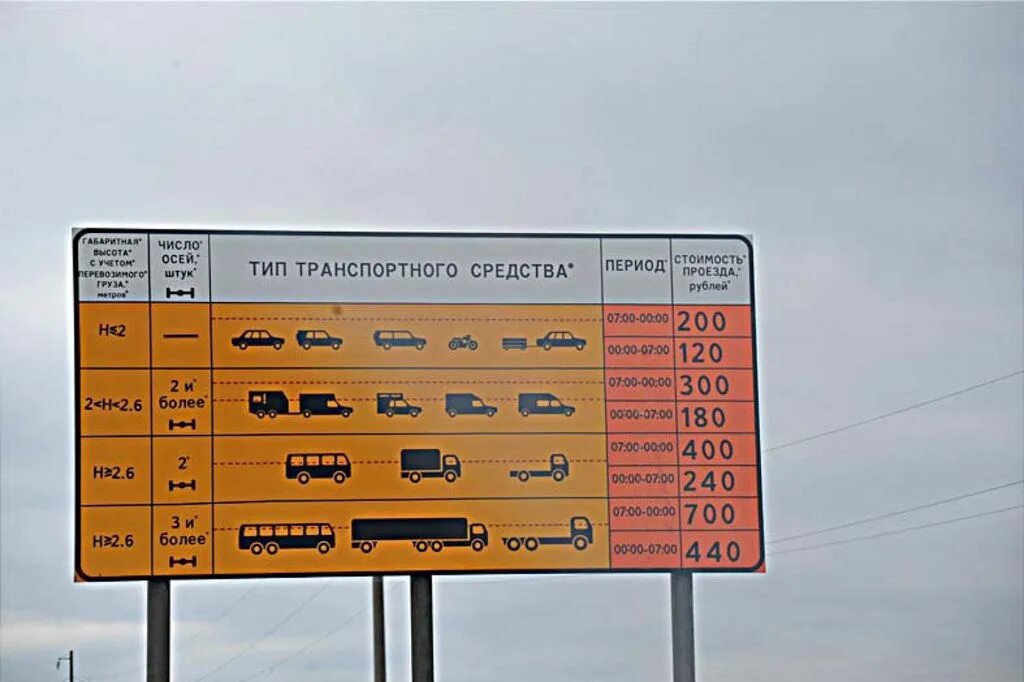 ГАБАРИТНАЯ
ВЫСОТА
С УЧЕТОМ
ПЕРЕВОЗИМОГО
ГРУЗА,
метров
ЧИСЛО
ОСЕЙ,
штук
ТИП ТРАНСПОРТНОГО СРЕДСТВА
ПЕРИОД
СТОИМОСТЬ
ПРОЕЗДА,
рублей
H≤2
07:00-00:00 200
00:00-07:00 120
2<H<2.6
2 и
более
07:00-00:00 300
00:00-07:00 180
H≥2.6
2
07:00-00:00 400
00:00-07:00 240
H≥2.6
3 и
более
07:00-00:00 700
00:00-07:00 440